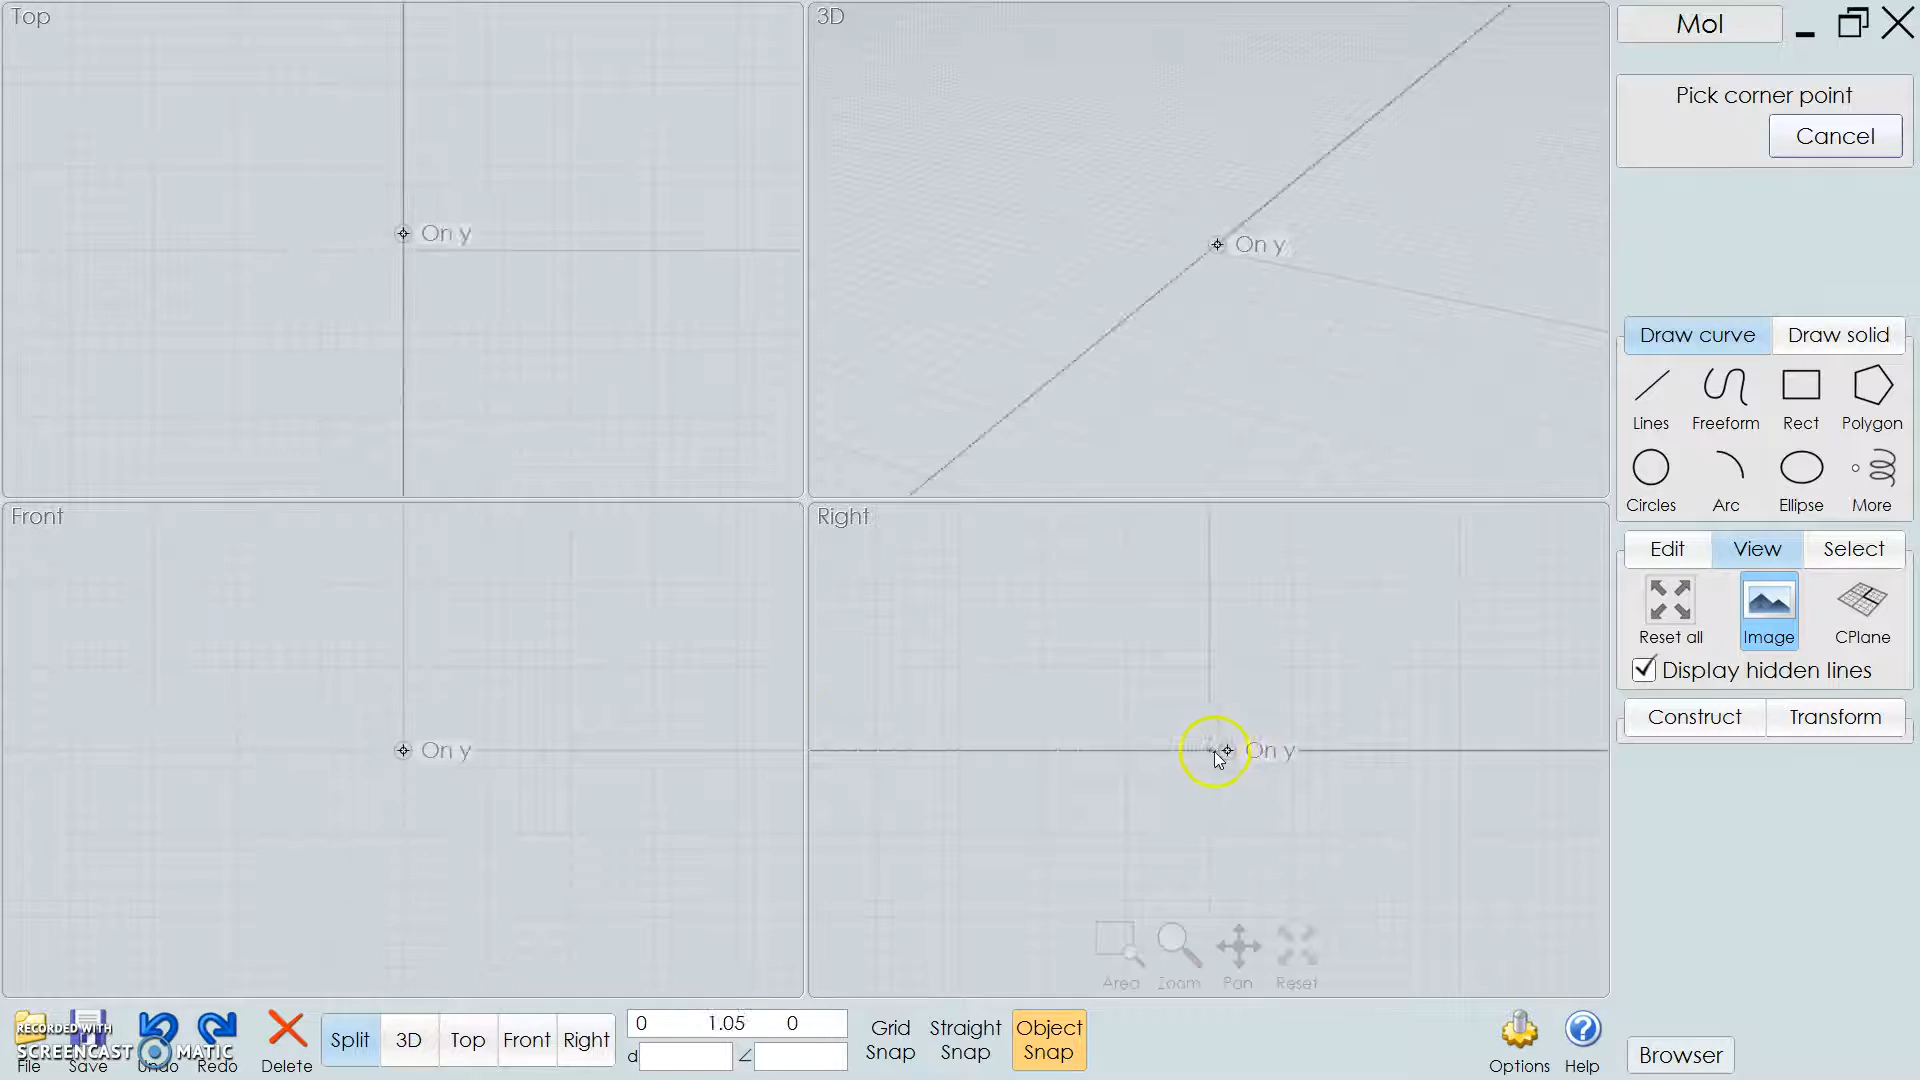 Top
3D
MoI
Pick corner point
Cancel
On y
On y
Draw curve Draw solid
Lines Freeform Rect Polygon
Circles Arc Ellipse More
Front
Right
Edit View Select
Reset all Image CPlane
Display hidden lines
Construct Transform
On y
On y
Area Zoom Pan Reset
RECORDED WITH
SCREENCAST MATIC
File Save Undo Redo Delete
Split 3D Top Front Right
0 1.05 0
d ∠
Grid Snap
Straight Snap
Object Snap
Options Help
Browser